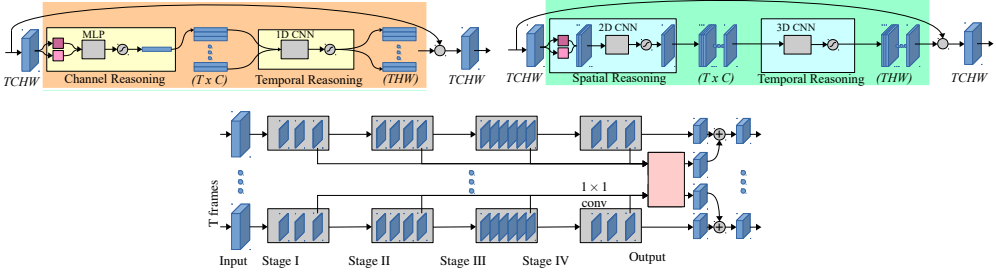 MLP
Channel Reasoning
TCHW
(T x C)
1D CNN
Temporal Reasoning
(THW)
TCHW
2D CNN
Spatial Reasoning
TCHW
(T x C)
3D CNN
Temporal Reasoning
(THW)
TCHW
T frames
1 × 1
conv
Input
Stage I
Stage II
Stage III
Stage IV
Output